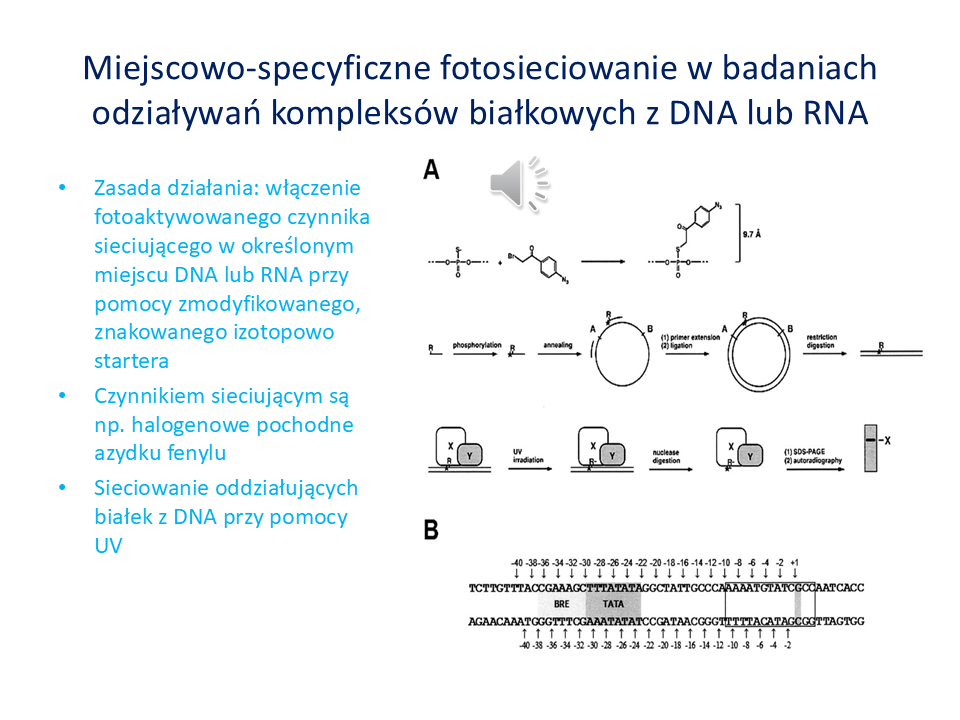 Miejscowo-specyficzne fotosieciowanie w badaniach
odziaływań kompleksów białkowych z DNA lub RNA
• Zasada działania: włączenie
fotoaktywowanego czynnika
sieciującego w określonym
miejscu DNA lub RNA przy
pomocy zmodyfikowanego,
znakowanego izotopowo
startera
• Czynnikiem sieciującym są
np. halogenowe pochodne
azydku fenylu
• Sieciowanie oddziałujących
białek z DNA przy pomocy
UV
A
N₃
O
S
9.7 Å
S-
O-P-O
O
+
Br
O
N₃
O-P-O
O
R
phosphorylation
R
annealing
R
A
B
(1) primer extension
(2) ligation
R
A
B
restriction
digestion
R
X
Y
R
UV
irradiation
X
Y
R
nuclease
digestion
X
Y
R
(1) SDS-PAGE
(2) autoradiography
X
B
-40 -38 -36 -34 -32 -30 -28 -26 -24 -22 -20 -18 -16 -14 -12 -10 -8 -6 -4 -2 +1
TCTTGTTTACCGAAAGCTTTATATAGGCTATTGCCCAAAAATGTATCGCCAATCACC
BRE TATA
AGAACAAATGGGTTTCGAAATATATCCGATAACGGGTTTTTACATAGCGGTTAGTGG
-40 -38 -36 -34 -32 -30 -28 -26 -24 -22 -20 -18 -16 -14 -12 -10 -8 -6 -4 -2